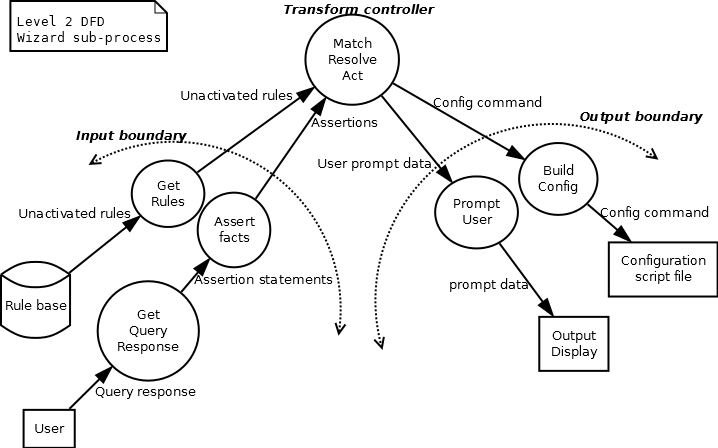 Level 2 DFD
Wizard sub-process
Transform controller
Match
Resolve
Act
Unactivated rules
Config command
Assertions
Output boundary
Input boundary
User prompt data
Get
Rules
Build
Config
Unactivated rules
Assert
facts
Prompt
User
Config command
Configuration
script file
Assertion statements
prompt data
Rule base
Get
Query
Response
Output
Display
Query response
User